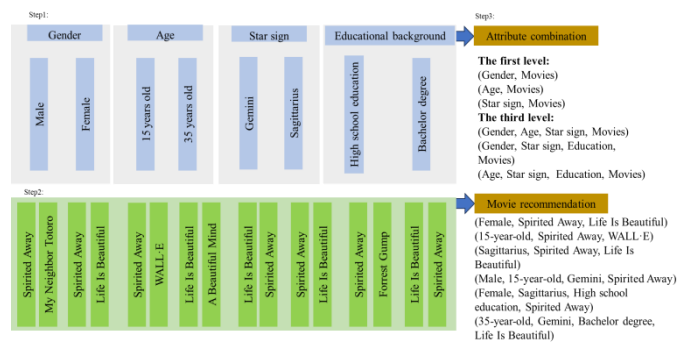 Step1:
Gender
Age
Star sign
Educational background
Male
Female
15 years old
35 years old
Gemini
Sagittarius
High school education
Bachelor degree
Step3:
Attribute combination
The first level:
(Gender, Movies)
(Age, Movies)
(Star sign, Movies)
The third level:
(Gender, Age, Star sign, Movies)
(Gender, Star sign, Education,
Movies)
(Age, Star sign, Education, Movies)
Step2:
Spirited Away
My Neighbor Totoro
Spirited Away
Life Is Beautiful
Spirited Away
WALL·E
Life Is Beautiful
A Beautiful Mind
Life Is Beautiful
Spirited Away
Spirited Away
Life Is Beautiful
Spirited Away
Forrest Gump
Life Is Beautiful
Spirited Away
Movie recommendation
(Female, Spirited Away, Life Is Beautiful)
(15-year-old, Spirited Away, WALL·E)
(Sagittarius, Spirited Away, Life Is
Beautiful)
(Male, 15-year-old, Gemini, Spirited Away)
(Female, Sagittarius, High school
education, Spirited Away)
(35-year-old, Gemini, Bachelor degree,
Life Is Beautiful)